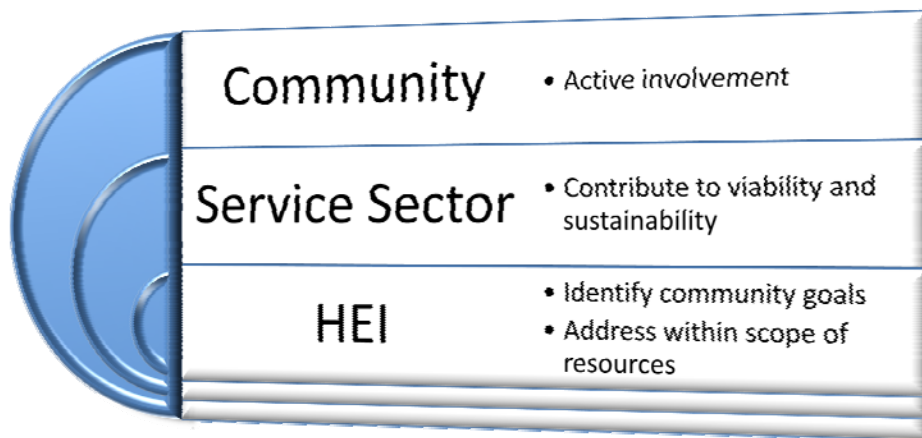 Community
• Active involvement
Service Sector
• Contribute to viability and
sustainability
HEI
• Identify community goals
• Address within scope of
resources